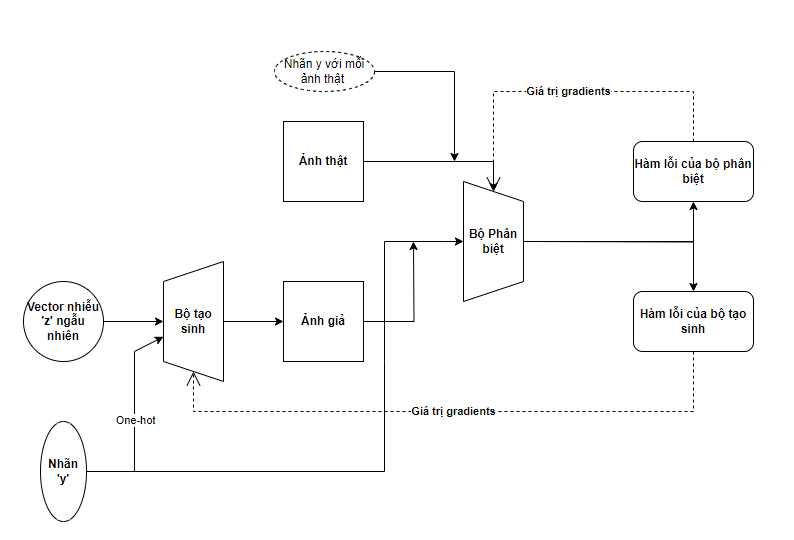 Nhãn y với mỗi
ảnh thật
Giá trị gradients
Ảnh thật
Hàm lỗi của bộ phân
biệt
Bộ Phân
biệt
Vector nhiễu
'z' ngẫu
nhiên
Bộ tạo
sinh
Ảnh giả
Hàm lỗi của bộ tạo
sinh
Giá trị gradients
One-hot
Nhãn
'y'